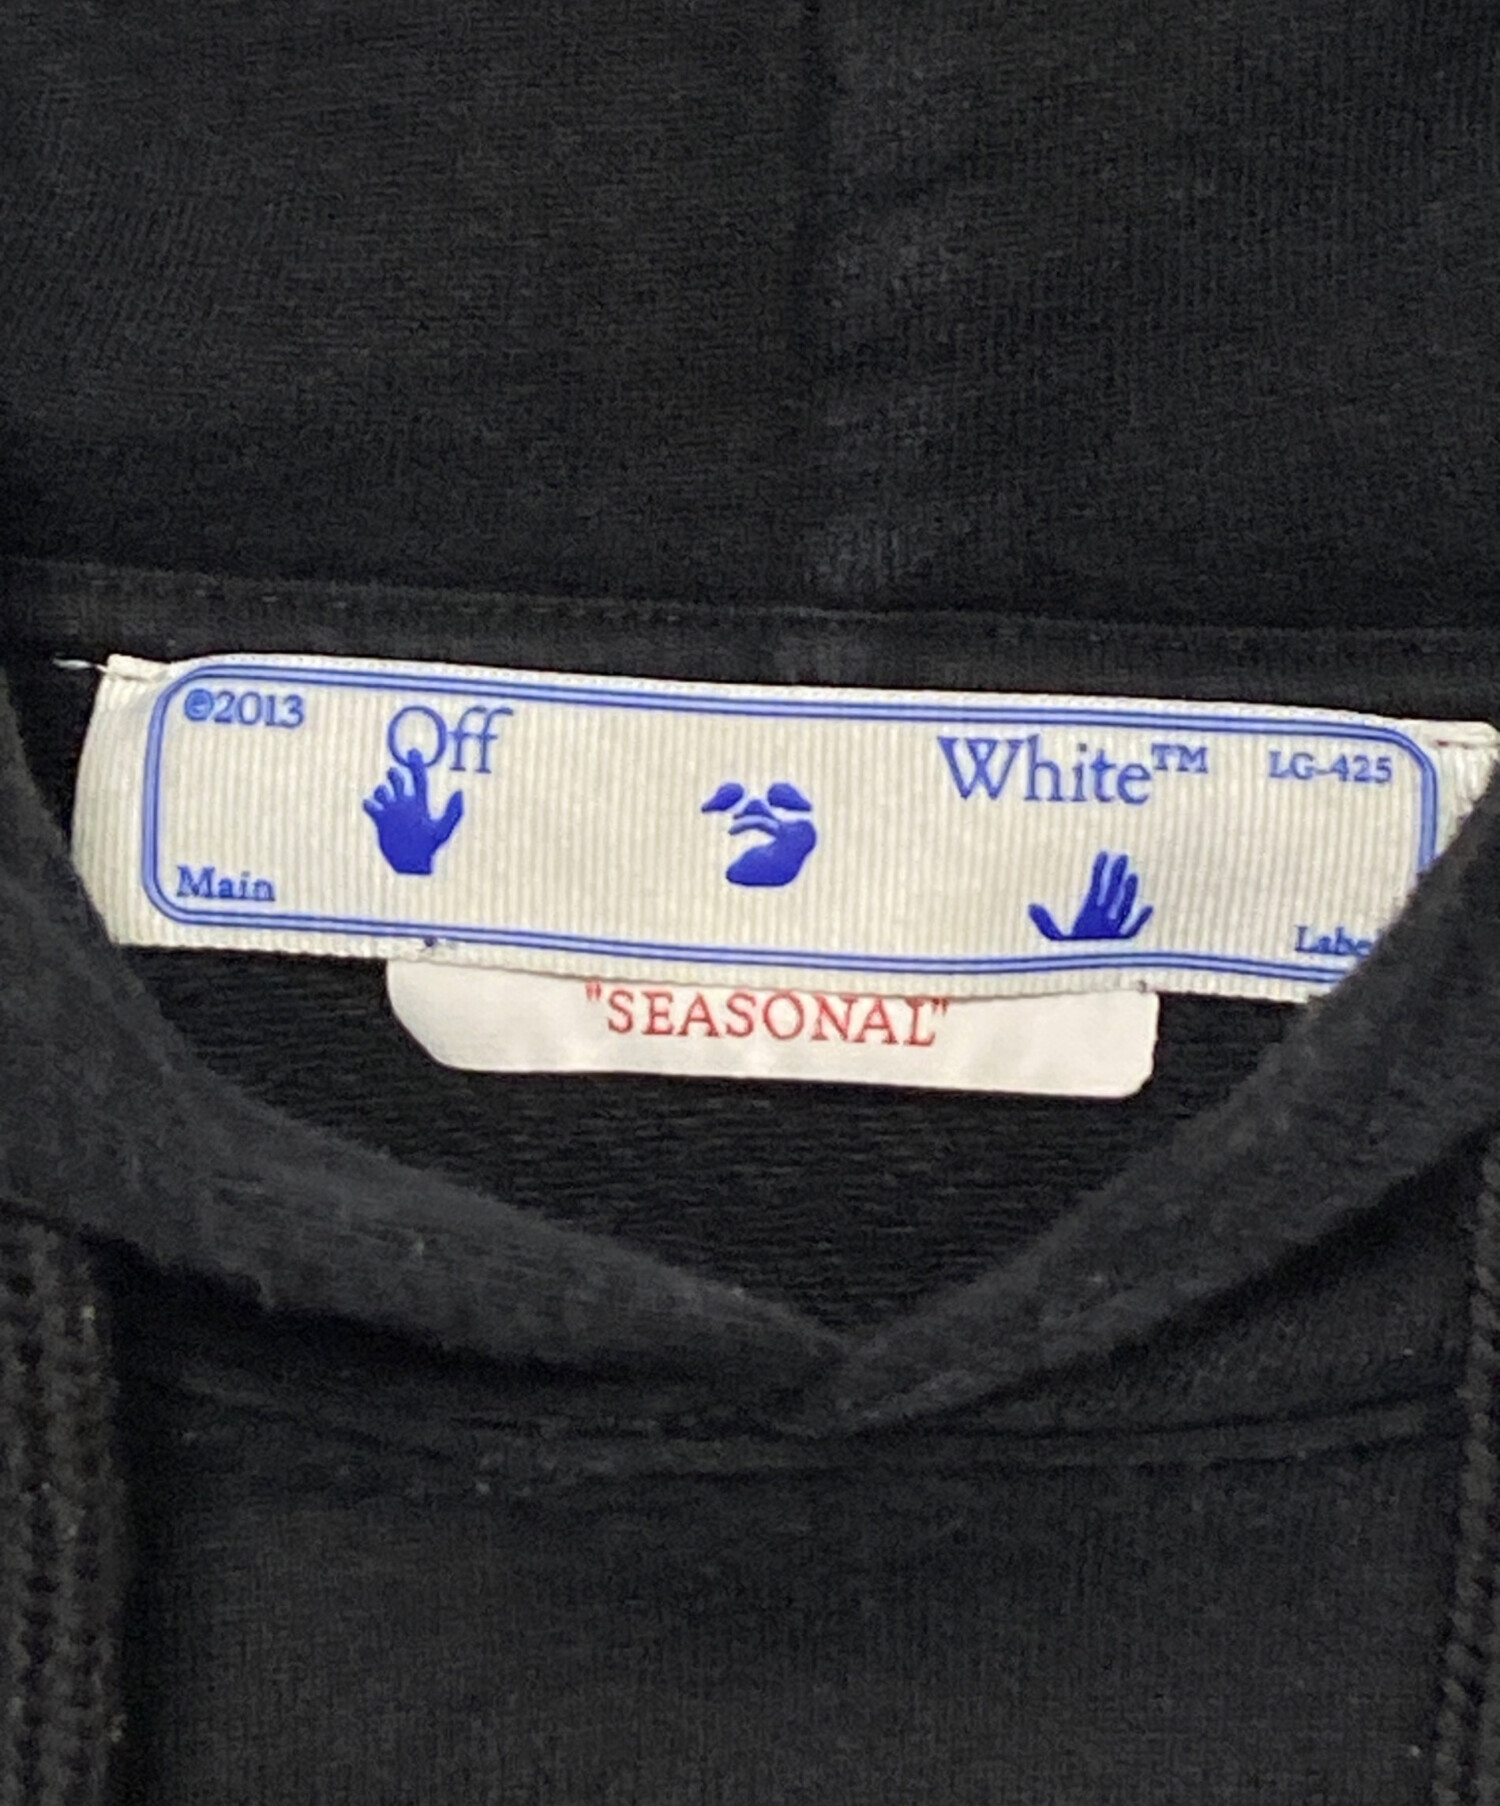 ©2013 Off White™ LG-425
Main Label
"SEASONAL"